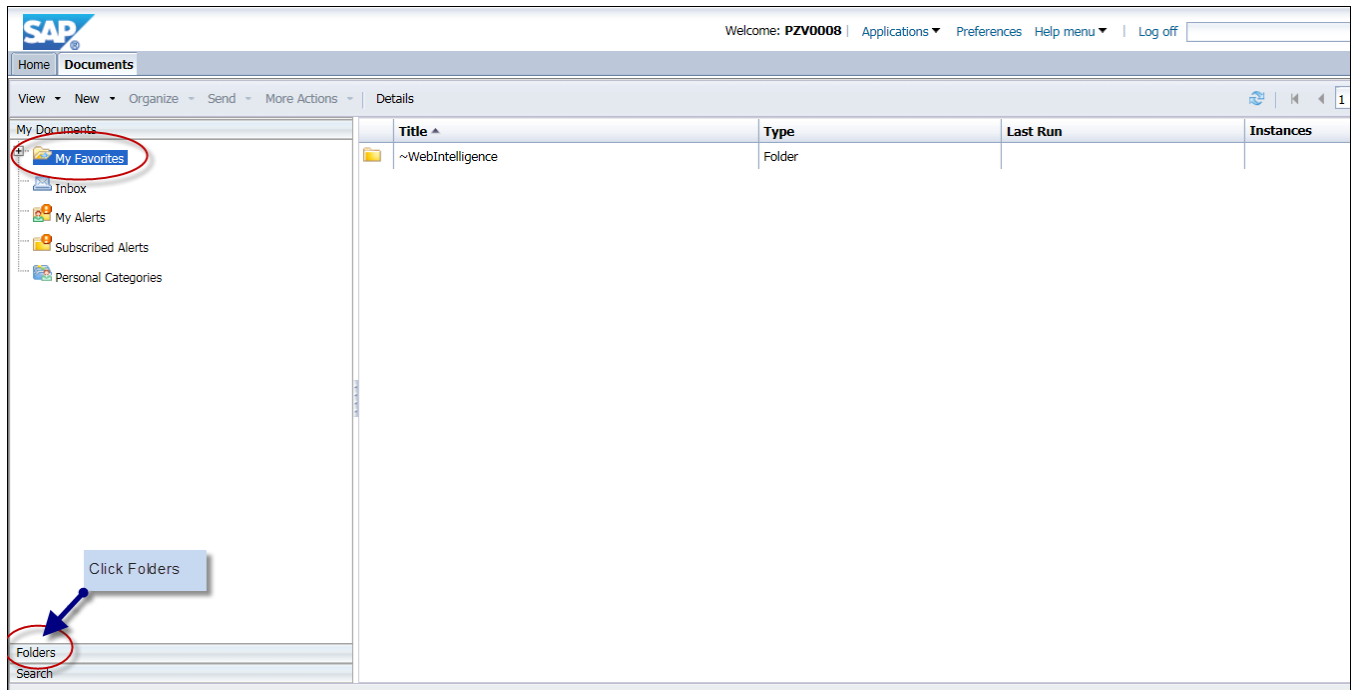 SAP®
Welcome: PZV0008 | Applications Preferences Help menu | Log off
Home Documents
View New Organize Send More Actions Details 1
My Documents
Title Type Last Run Instances
My Favorites
~WebIntelligence Folder
Inbox
My Alerts
Subscribed Alerts
Personal Categories
Click Folders
Folders
Search